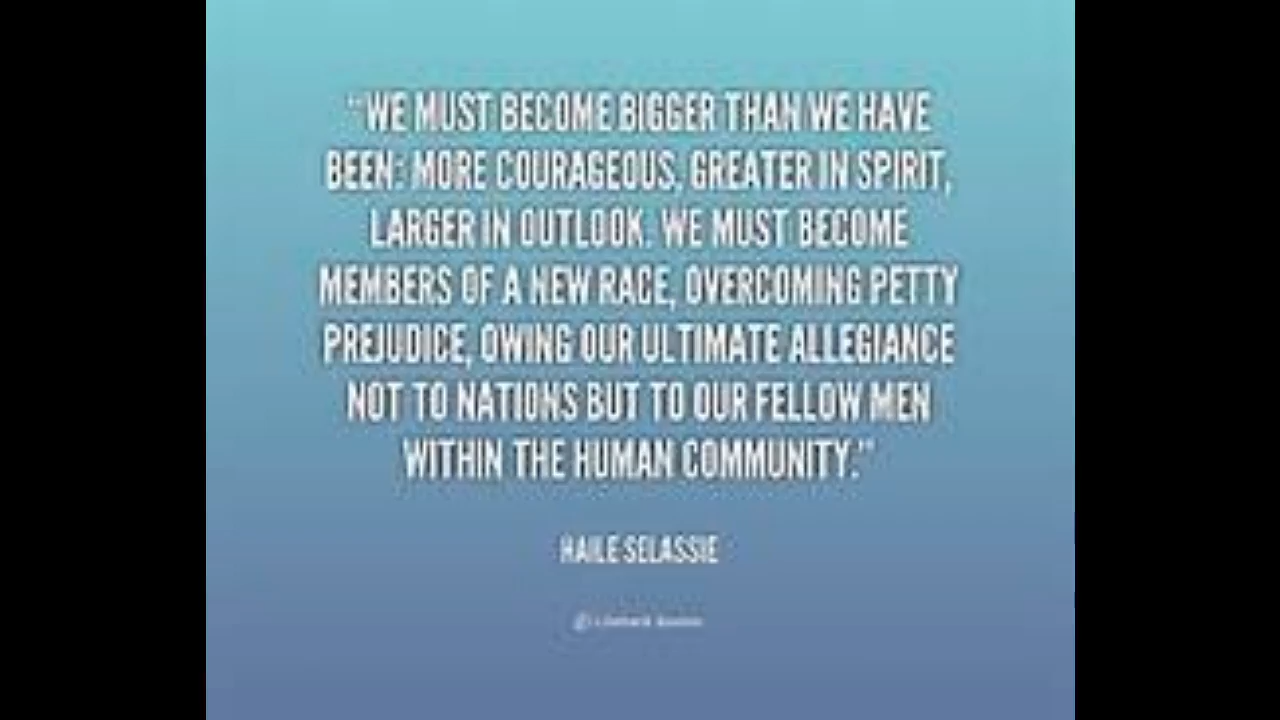 "WE MUST BECOME BIGGER THAN WE HAVE
BEEN: MORE COURAGEOUS, GREATER IN SPIRIT,
LARGER IN OUTLOOK. WE MUST BECOME
MEMBERS OF A NEW RACE, OVERCOMING PETTY
PREJUDICE, OWING OUR ULTIMATE ALLEGIANCE
NOT TO NATIONS BUT TO OUR FELLOW MEN
WITHIN THE HUMAN COMMUNITY."
HAILE SELASSIE